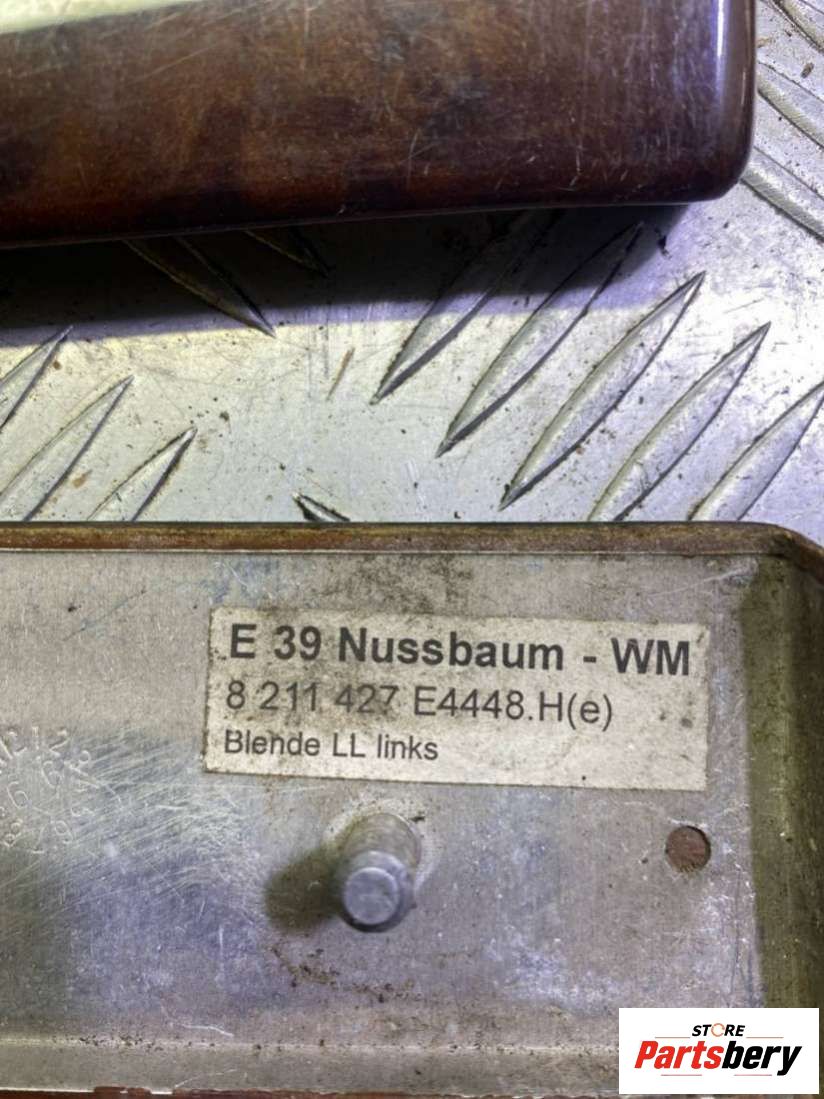 E 39 Nussbaum - WM
8 211 427 E4448.H(e)
Blende LL links
STORE
Partsbery